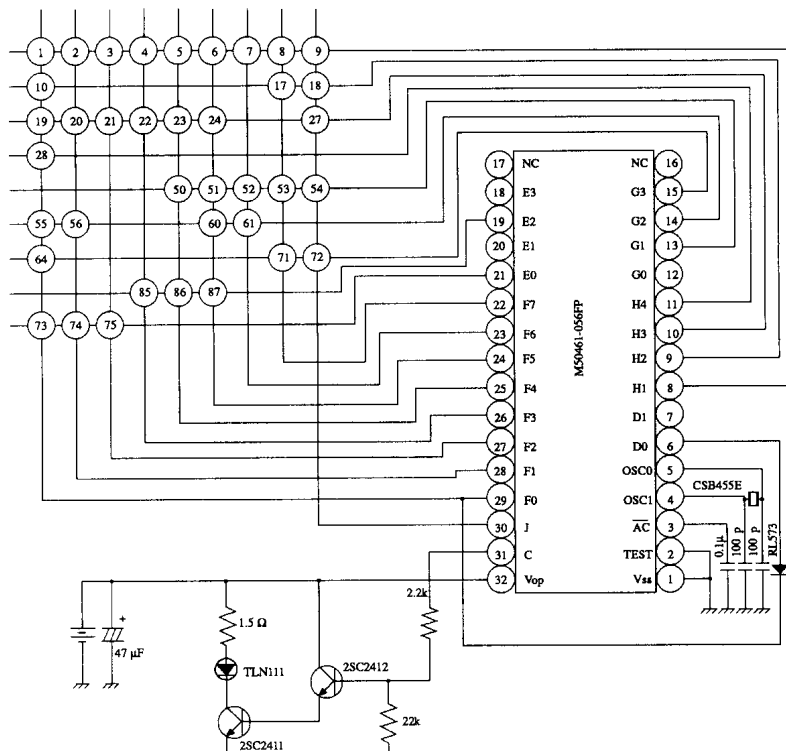 1 2 3 4 5 6 7 8 9
10 17 18
19 20 21 22 23 24 27
28
50 51 52 53 54
55 56 60 61
64 71 72
85 86 87
73 74 75
17 NC NC 16
18 E3 G3 15
19 E2 G2 14
20 E1 G1 13
21 E0 G0 12
22 F7 H4 11
23 F6 H3 10
24 F5 H2 9
25 F4 H1 8
26 F3 D1 7
27 F2 D0 6
28 F1 OSC0 5
29 F0 OSC1 4
30 J AC 3
31 C TEST 2
32 Vop Vss 1
M50461-056FP
CSB455E
0.1μ
100 p
100 p
RL573
2.2k
1.5 Ω
+
47 μF
TLN111
2SC2412
22k
2SC2411